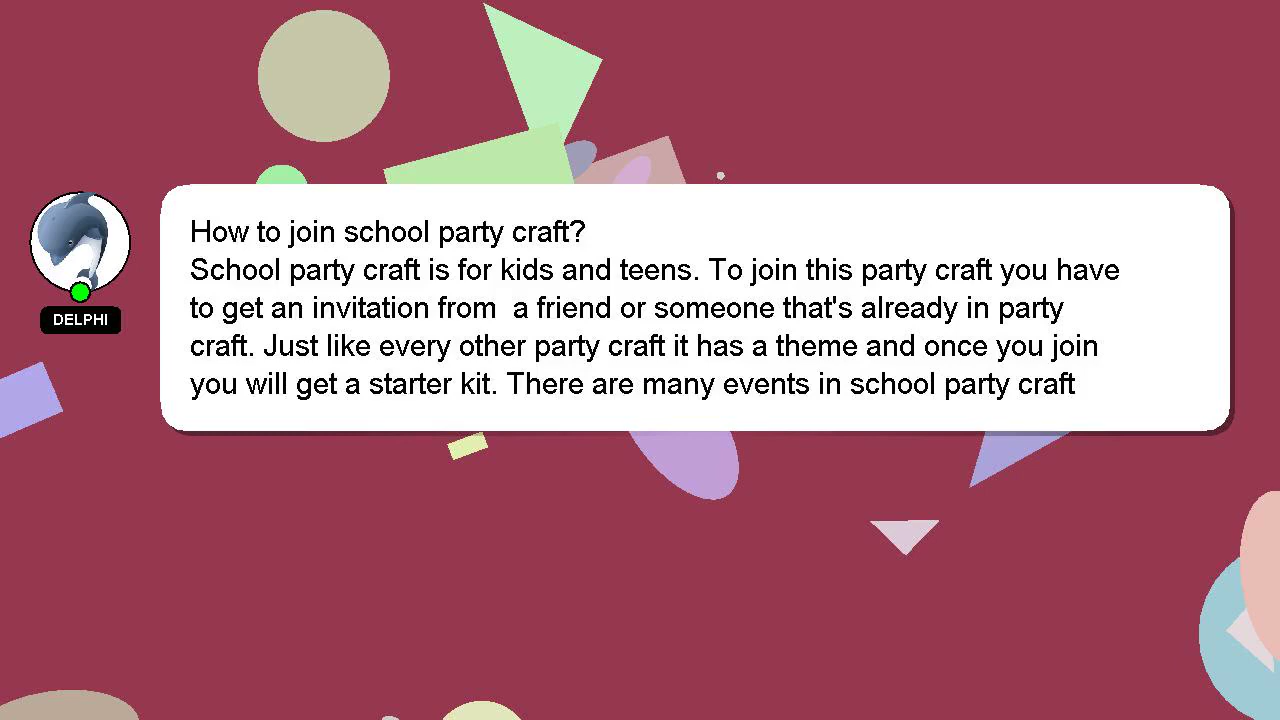 How to join school party craft?
School party craft is for kids and teens. To join this party craft you have
to get an invitation from  a friend or someone that's already in party
craft. Just like every other party craft it has a theme and once you join
you will get a starter kit. There are many events in school party craft
DELPHI